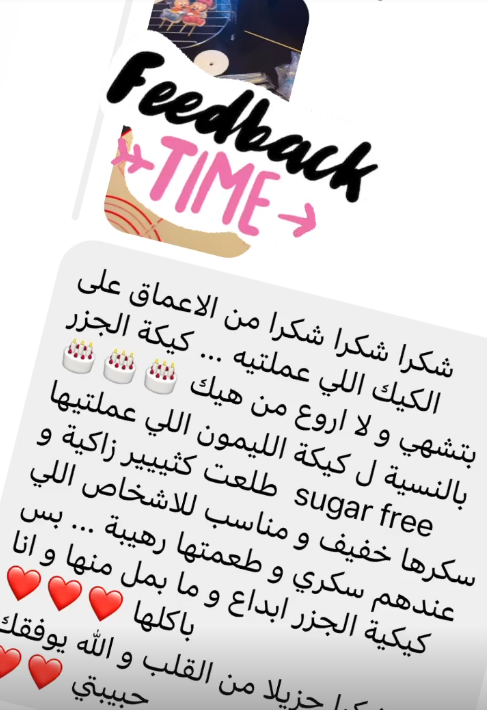 Feedback
TIME
شكرا شكرا شكرا من الاعماق على
الكيك اللي عملتيه ... كيكة الجزر
بتشهي و لا اروع من هيك 🎂 🎂 🎂
بالنسبة ل كيكة الليمون اللي عملتيها
sugar free طلعت كثيييير زاكية و
سكرها خفيف و مناسب للاشخاص اللي
عندهم سكري و طعمتها رهيبة ... بس
كيكية الجزر ابداع و ما بمل منها و انا
باكلها ❤️ ❤️ ❤️
شكرا جزيلا من القلب و الله يوفقك
حبيبتي ❤️ ❤️